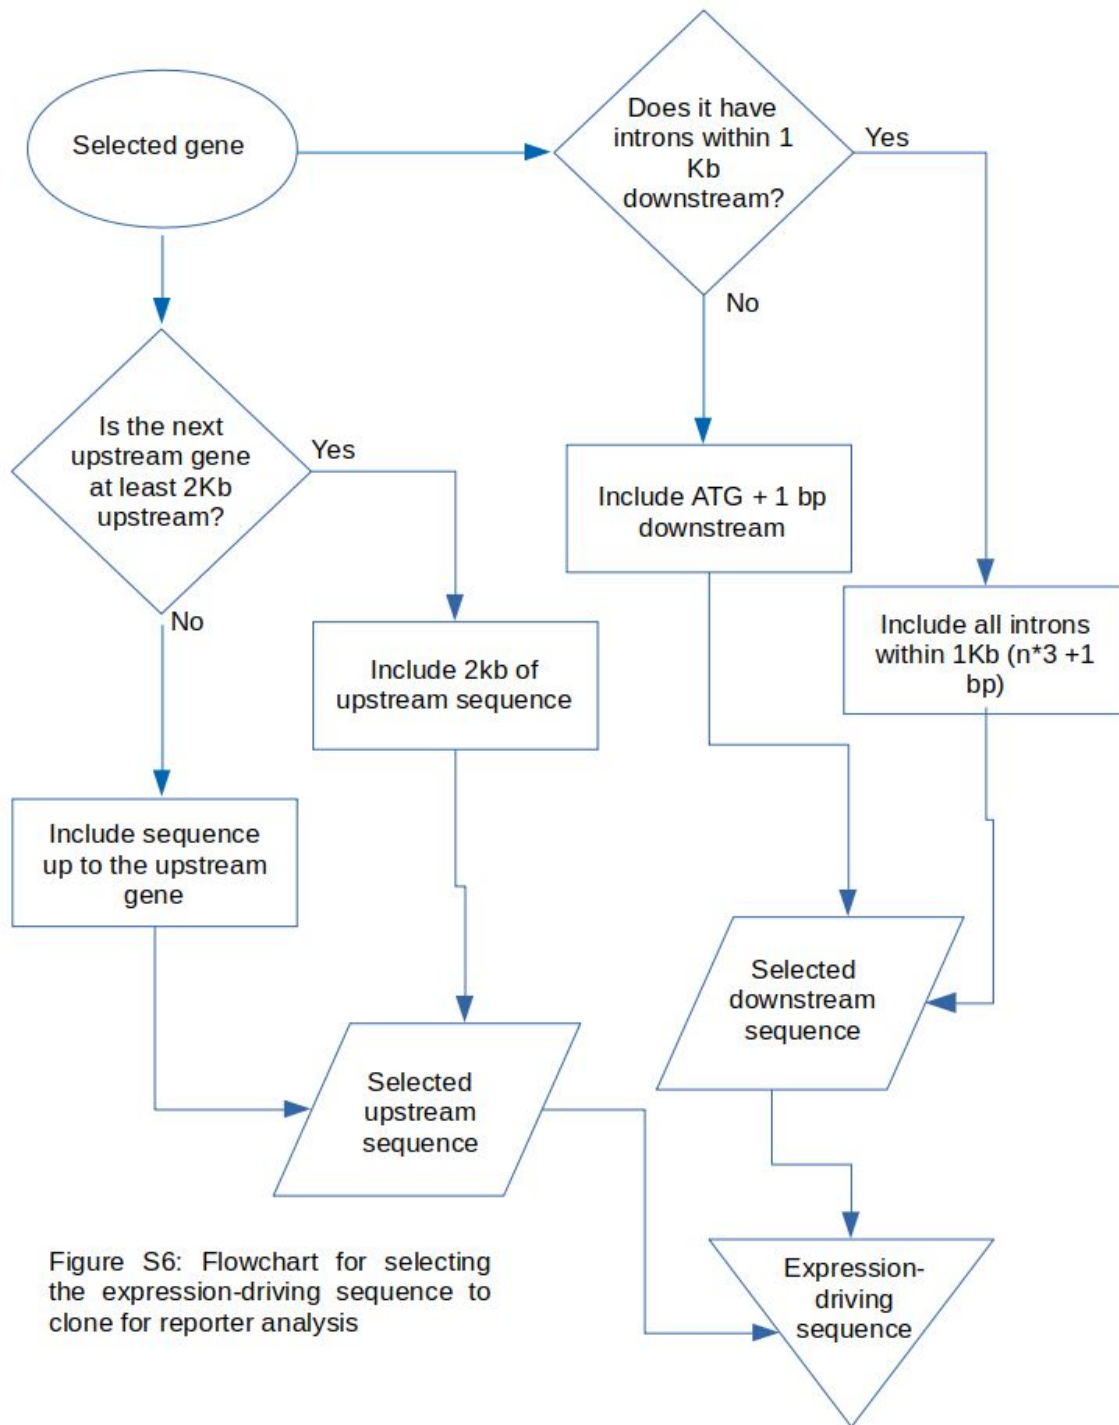 Selected gene
Does it have
introns within 1
Kb
downstream?
Yes
No
Is the next
upstream gene
at least 2Kb
upstream?
Yes
No
Include ATG + 1 bp
downstream
Include all introns
within 1Kb (n*3 +1
bp)
Include 2kb of
upstream sequence
Include sequence
up to the upstream
gene
Selected
downstream
sequence
Selected
upstream
sequence
Expression-
driving
sequence
Figure S6: Flowchart for selecting
the expression-driving sequence to
clone for reporter analysis